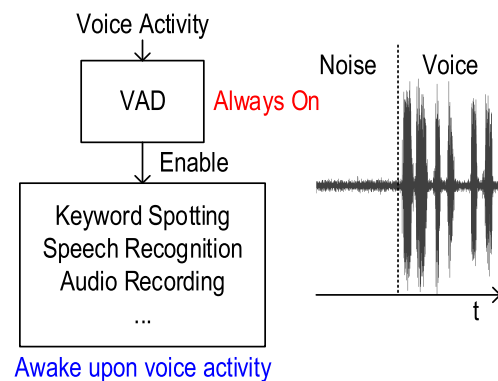 Voice Activity
VAD
Always On
Enable
Keyword Spotting
Speech Recognition
Audio Recording
...
Awake upon voice activity
Noise
Voice
t